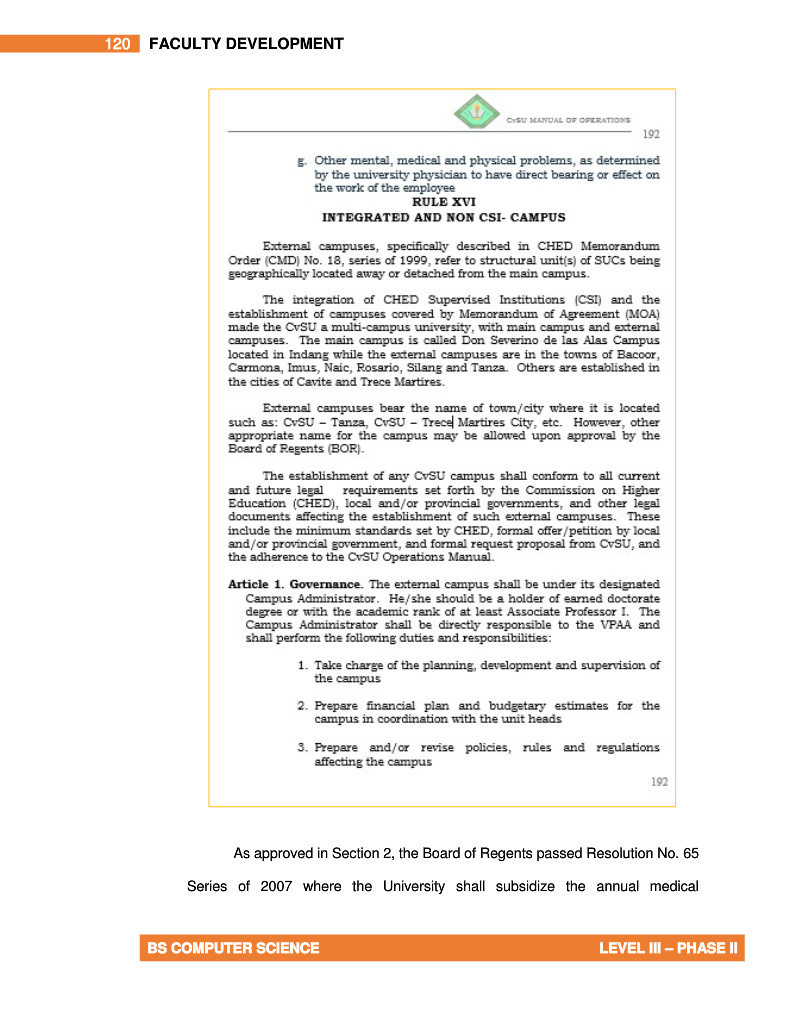 120 FACULTY DEVELOPMENT
CvSU MANUAL OF OPERATIONS
192
g. Other mental, medical and physical problems, as determined
by the university physician to have direct bearing or effect on
the work of the employee
RULE XVI
INTEGRATED AND NON CSI- CAMPUS
External campuses, specifically described in CHED Memorandum
Order (CMD) No. 18, series of 1999, refer to structural unit(s) of SUCs being
geographically located away or detached from the main campus.
The integration of CHED Supervised Institutions (CSI) and the
establishment of campuses covered by Memorandum of Agreement (MOA)
made the CvSU a multi-campus university, with main campus and external
campuses. The main campus is called Don Severino de las Alas Campus
located in Indang while the external campuses are in the towns of Bacoor,
Carmona, Imus, Naic, Rosario, Silang and Tanza. Others are established in
the cities of Cavite and Trece Martires.
External campuses bear the name of town/city where it is located
such as: CvSU – Tanza, CvSU – Trece Martires City, etc. However, other
appropriate name for the campus may be allowed upon approval by the
Board of Regents (BOR).
The establishment of any CvSU campus shall conform to all current
and future legal requirements set forth by the Commission on Higher
Education (CHED), local and/or provincial governments, and other legal
documents affecting the establishment of such external campuses. These
include the minimum standards set by CHED, formal offer/petition by local
and/or provincial government, and formal request proposal from CvSU, and
the adherence to the CvSU Operations Manual.
Article 1. Governance. The external campus shall be under its designated
Campus Administrator. He/she should be a holder of earned doctorate
degree or with the academic rank of at least Associate Professor I. The
Campus Administrator shall be directly responsible to the VPAA and
shall perform the following duties and responsibilities:
1. Take charge of the planning, development and supervision of
the campus
2. Prepare financial plan and budgetary estimates for the
campus in coordination with the unit heads
3. Prepare and/or revise policies, rules and regulations
affecting the campus
192
As approved in Section 2, the Board of Regents passed Resolution No. 65
Series of 2007 where the University shall subsidize the annual medical
BS COMPUTER SCIENCE LEVEL III – PHASE II